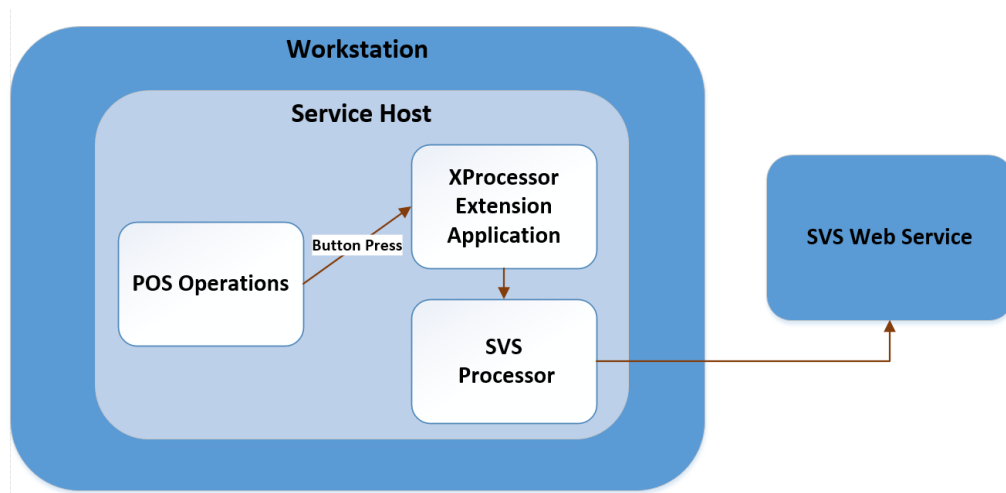 Workstation
Service Host
XProcessor
Extension
Application
Button Press
POS Operations
SVS
Processor
SVS Web Service